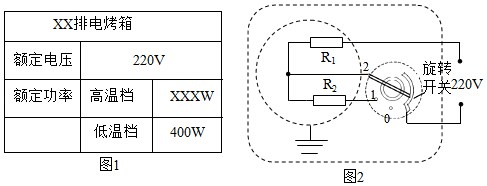 XX排电烤箱
额定电压 220V
额定功率 高温档 XXXW
低温档 400W
图1
R1
R2
2
1
0
旋转
开关
220V
图2